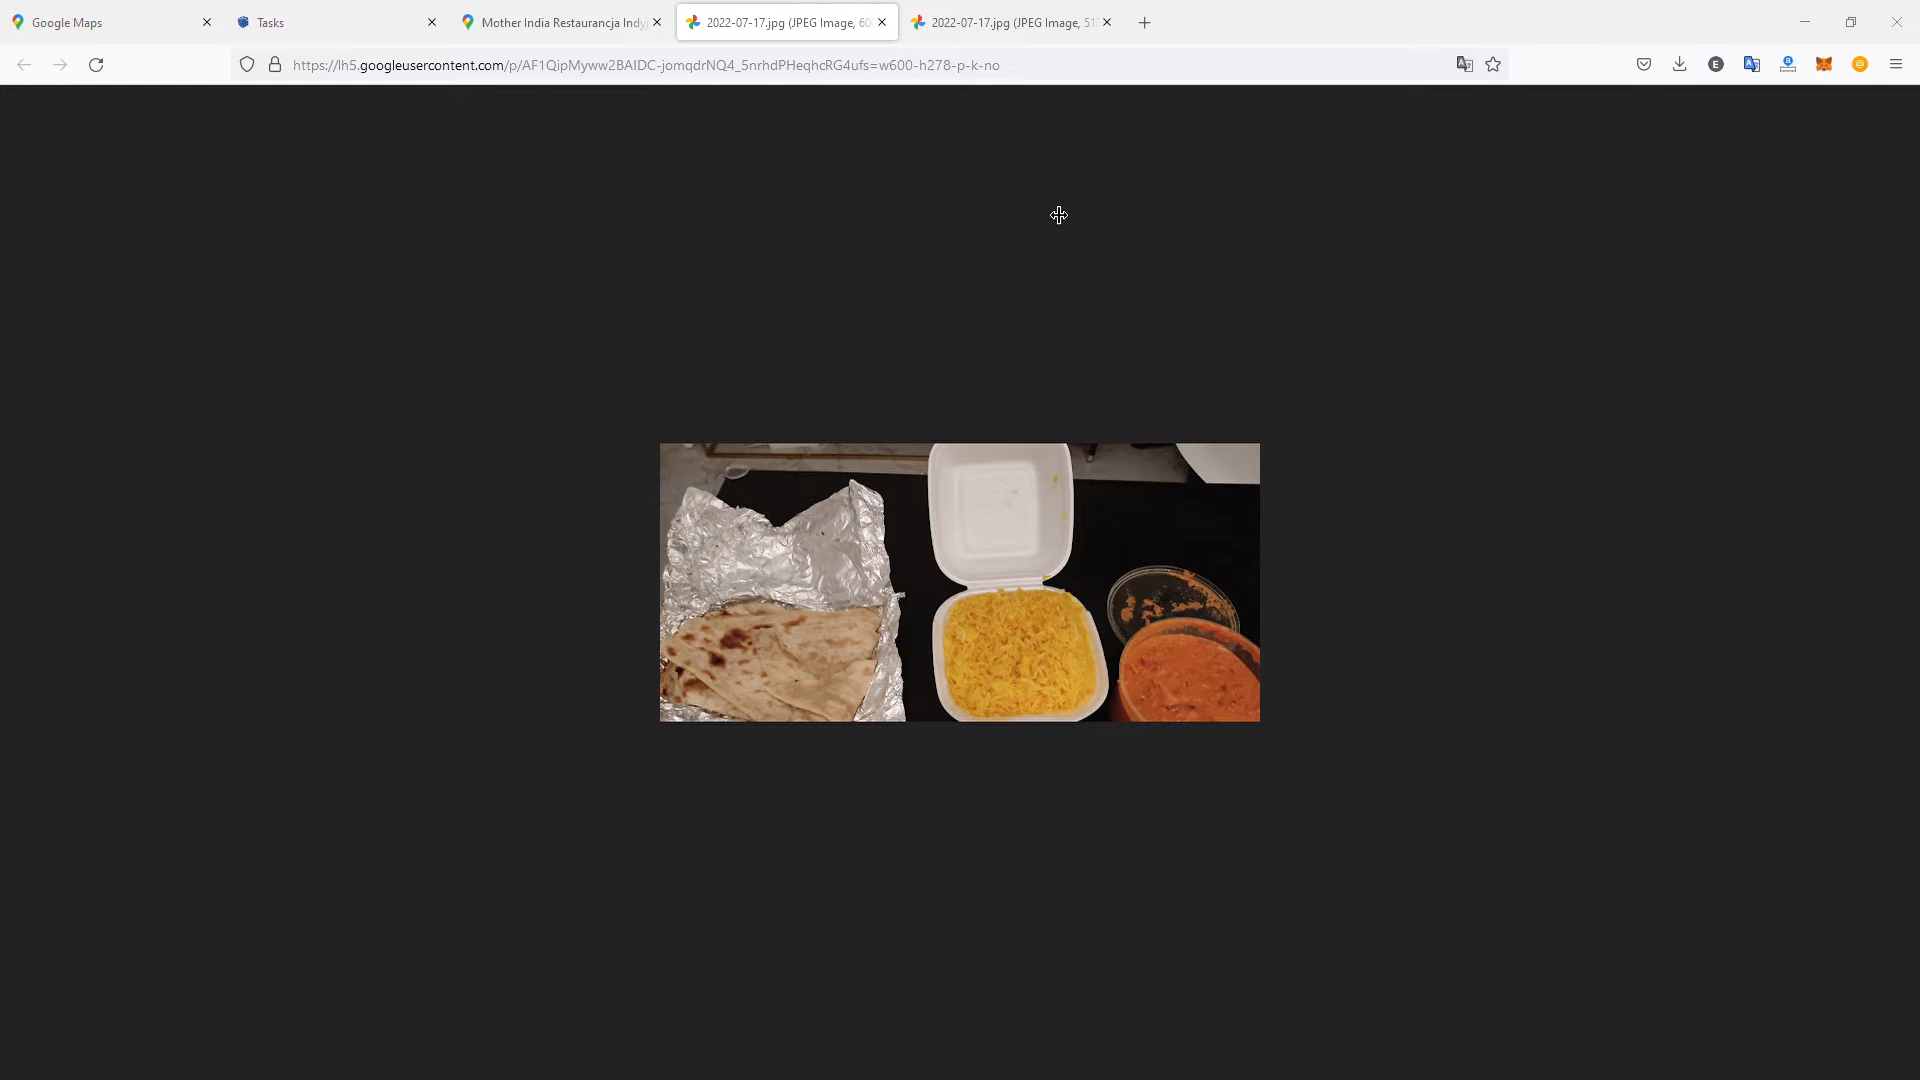 Google Maps
Tasks
Mother India Restaurancja Indy
2022-07-17.jpg (JPEG Image, 60
2022-07-17.jpg (JPEG Image, 51
https://lh5.googleusercontent.com/p/AF1QipMyww2BAIDC-jomqdrNQ4_5nrhdPHeqhcRG4ufs=w600-h278-p-k-no